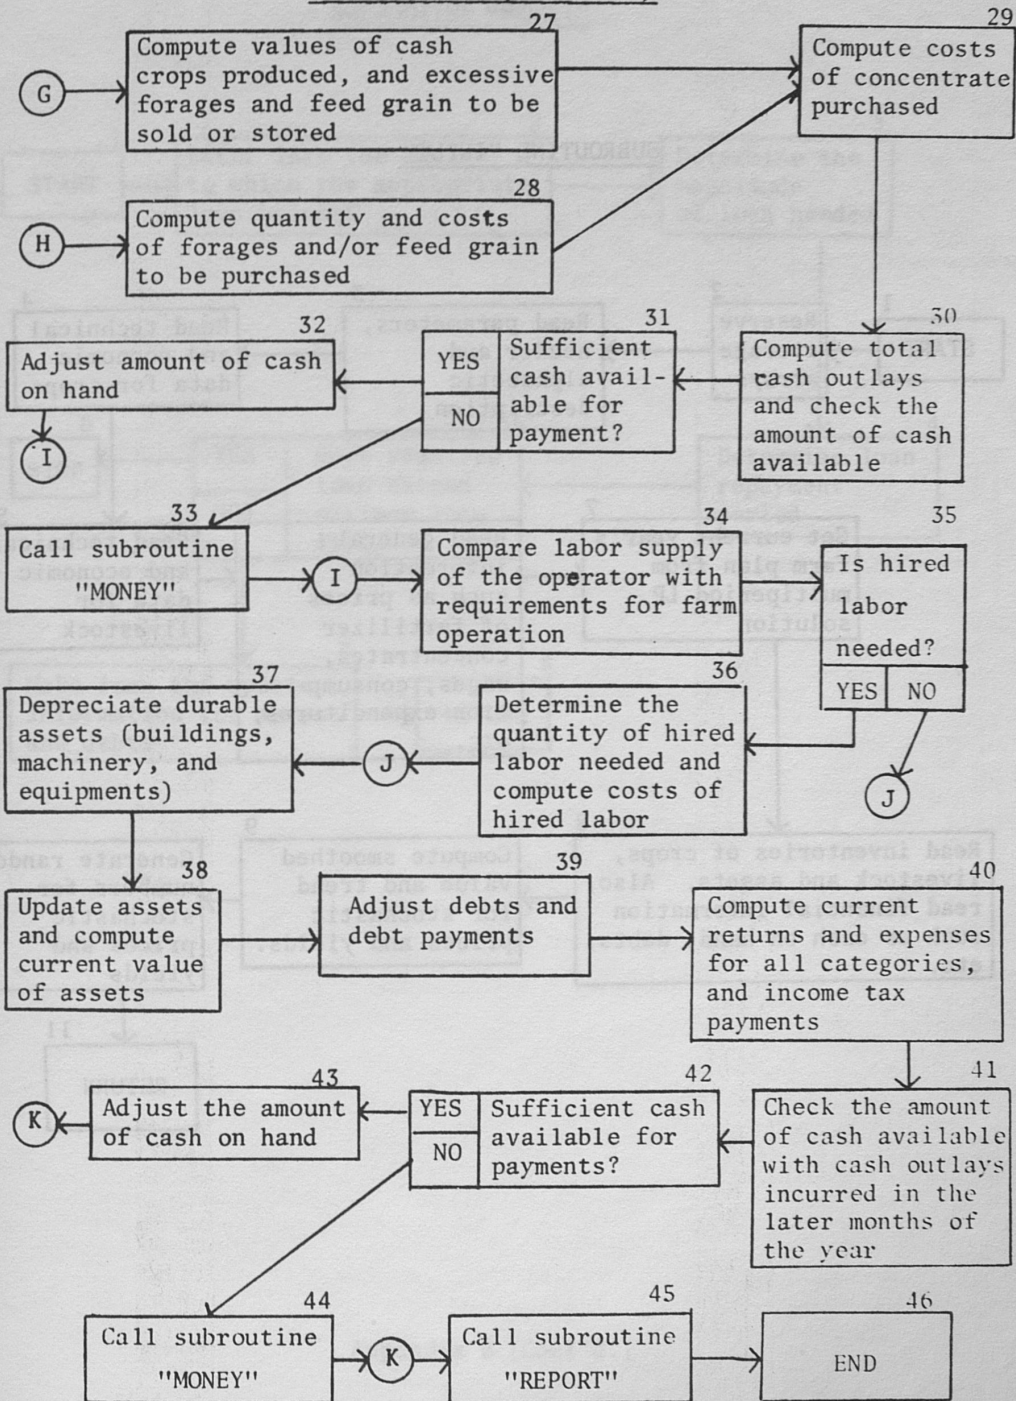 27
Compute values of cash
crops produced, and excessive
forages and feed grain to be
sold or stored
G
29
Compute costs
of concentrate
purchased
28
Compute quantity and costs
of forages and/or feed grain
to be purchased
H
30
Compute total
cash outlays
and check the
amount of cash
available
31
YES
NO
Sufficient
cash avail-
able for
payment?
32
Adjust amount of cash
on hand
I
33
Call subroutine
"MONEY"
I
34
Compare labor supply
of the operator with
requirements for farm
operation
35
Is hired
labor
needed?
YES NO
J
36
Determine the
quantity of hired
labor needed and
compute costs of
hired labor
J
37
Depreciate durable
assets (buildings,
machinery, and
equipments)
38
Update assets
and compute
current value
of assets
39
Adjust debts and
debt payments
40
Compute current
returns and expenses
for all categories,
and income tax
payments
41
Check the amount
of cash available
with cash outlays
incurred in the
later months of
the year
42
YES
NO
Sufficient cash
available for
payments?
43
Adjust the amount
of cash on hand
K
44
Call subroutine
"MONEY"
K
45
Call subroutine
"REPORT"
46
END